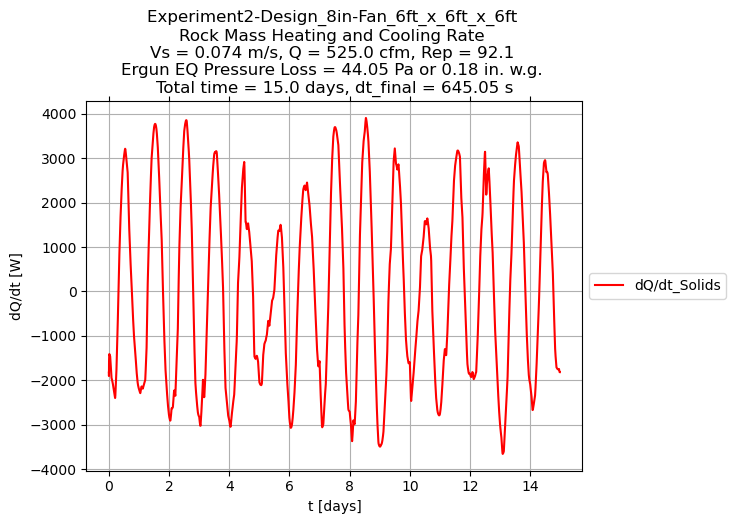 Experiment2-Design_8in-Fan_6ft_x_6ft_x_6ft
Rock Mass Heating and Cooling Rate
Vs = 0.074 m/s, Q = 525.0 cfm, Rep = 92.1
Ergun EQ Pressure Loss = 44.05 Pa or 0.18 in. w.g.
Total time = 15.0 days, dt_final = 645.05 s
4000
3000
2000
1000
0
−1000
−2000
−3000
−4000
dQ/dt [W]
0 2 4 6 8 10 12 14
t [days]
dQ/dt_Solids